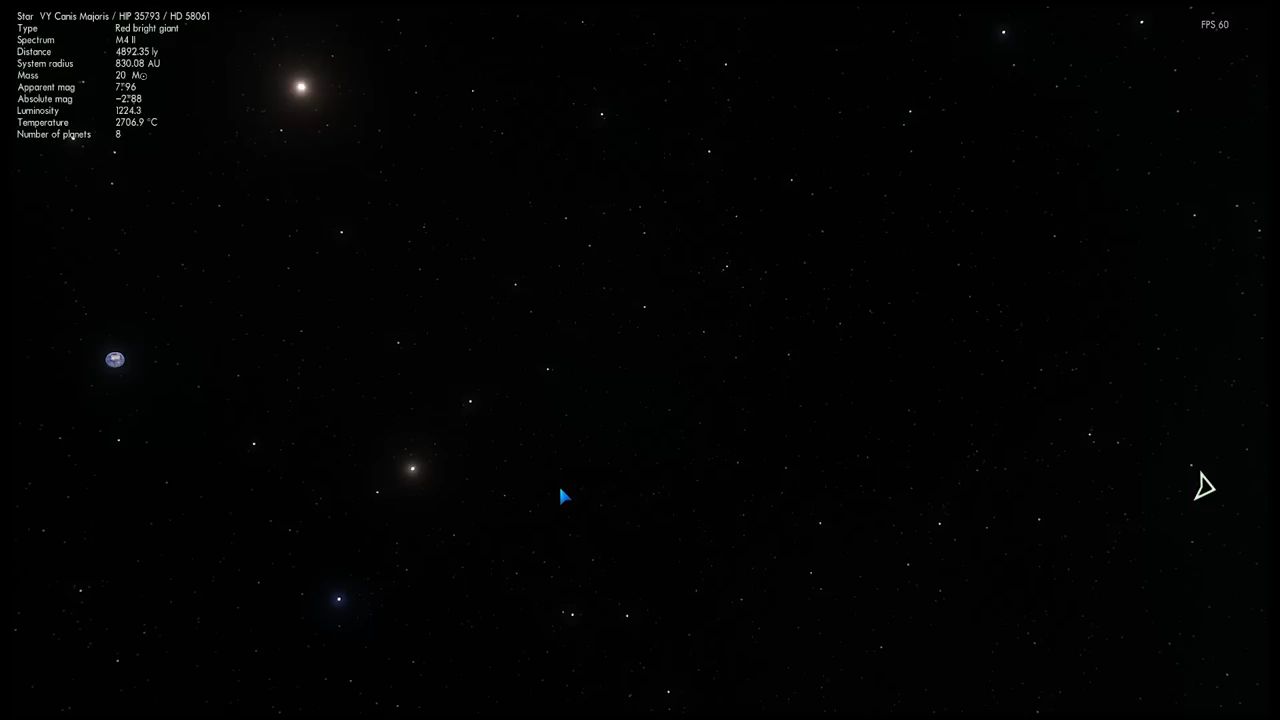 Star VY Canis Majoris / HIP 35793 / HD 58061
Type Red bright giant
Spectrum M4 II
Distance 4892.35 ly
System radius 830.08 AU
Mass 20 M☉
Apparent mag 7.96
Absolute mag −2.88
Luminosity 1224.3
Temperature 2706.9 °C
Number of planets 8
FPS 60